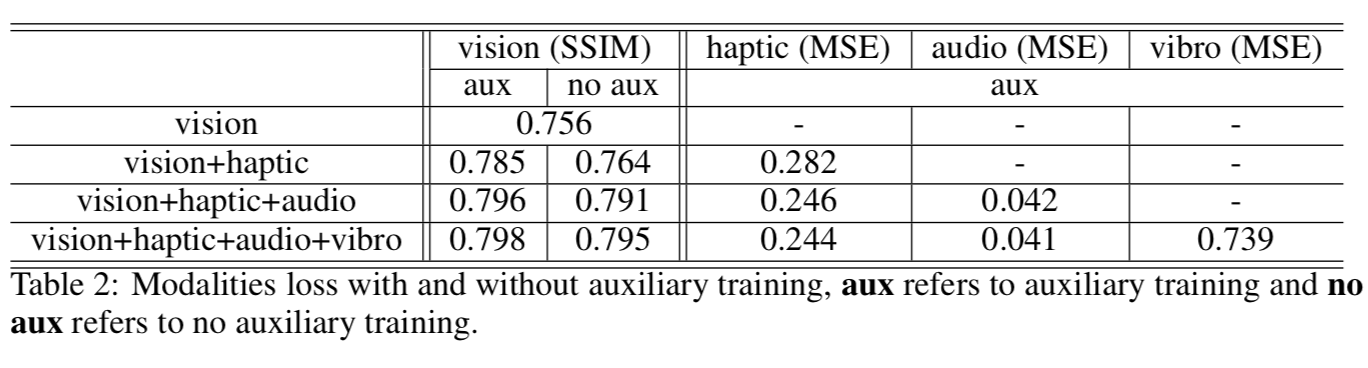 vision (SSIM) haptic (MSE) audio (MSE) vibro (MSE)
aux no aux aux
vision 0.756 - - -
vision+haptic 0.785 0.764 0.282 - -
vision+haptic+audio 0.796 0.791 0.246 0.042 -
vision+haptic+audio+vibro 0.798 0.795 0.244 0.041 0.739
Table 2: Modalities loss with and without auxiliary training, aux refers to auxiliary training and no
aux refers to no auxiliary training.